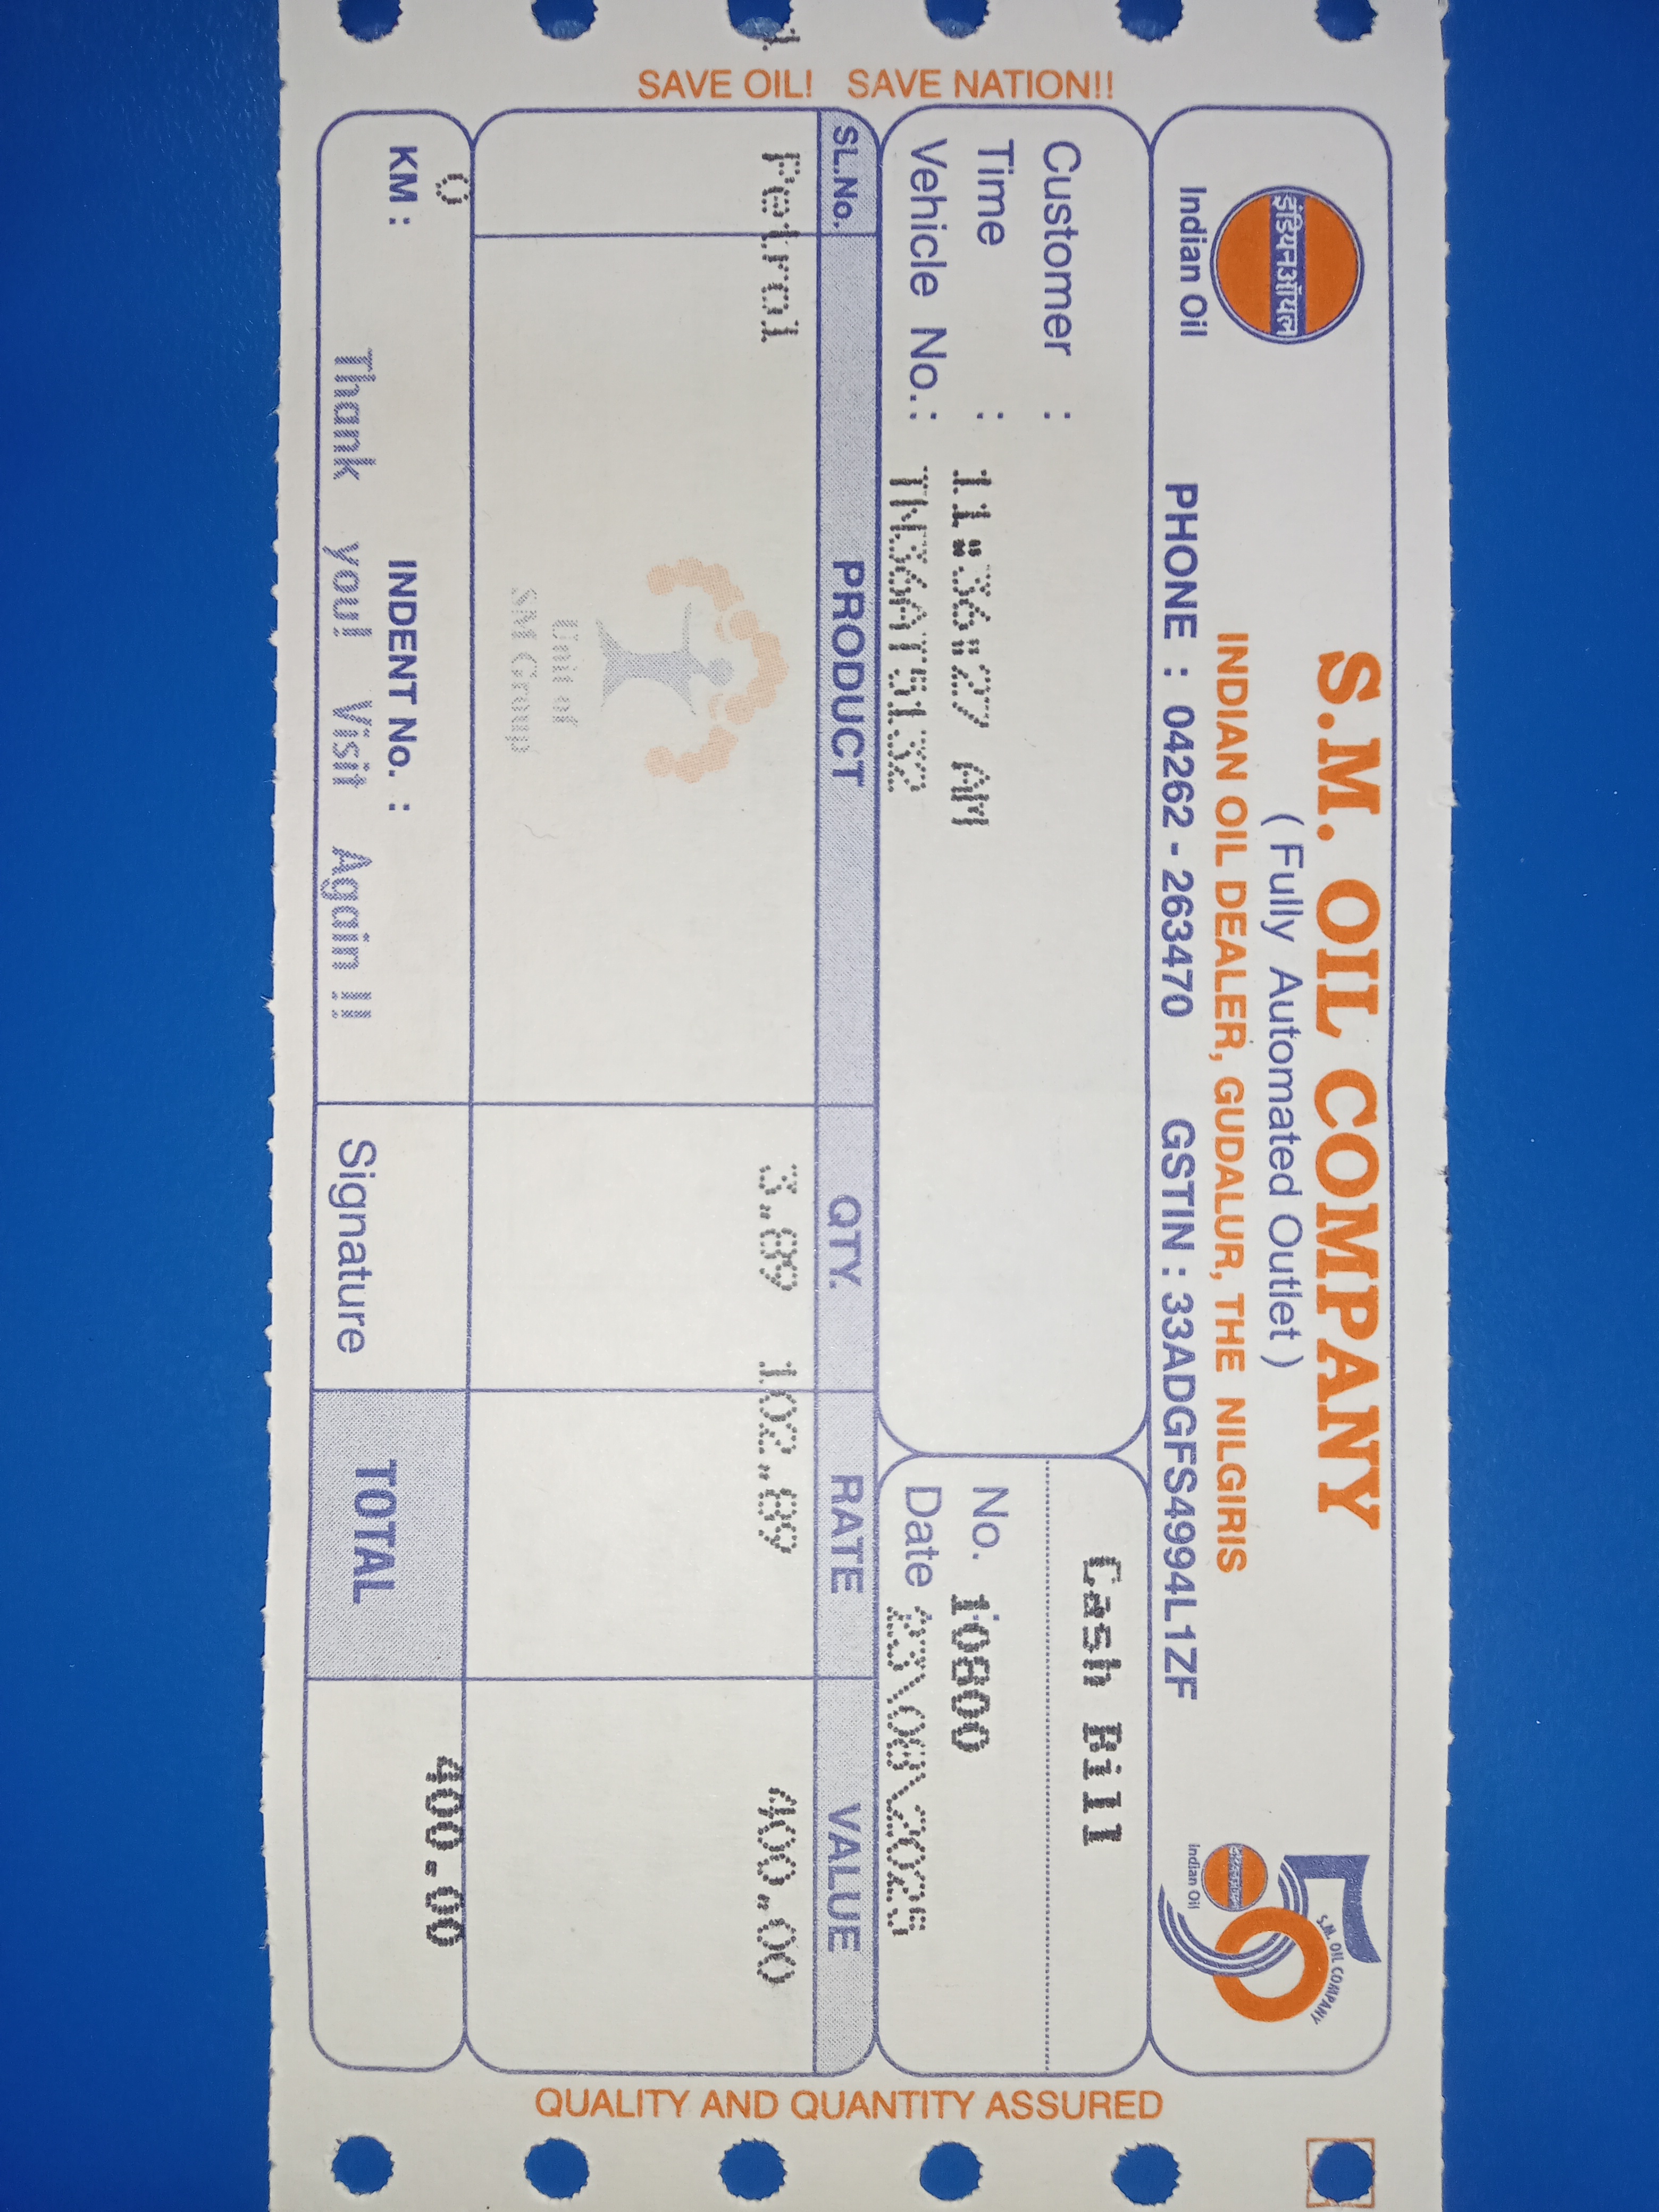 SAVE OIL! SAVE NATION!!
इंडियनऑयल
Indian Oil
S.M. OIL COMPANY
( Fully Automated Outlet )
INDIAN OIL DEALER, GUDALUR, THE NILGIRIS
PHONE : 04262 - 263470 GSTIN : 33ADGFS4994L1ZF
50
S.M. OIL COMPANY
इंडियनऑयल
Indian Oil
Customer :
Time : 11:36:27 AM
Vehicle No.: TN36AT5132
Cash Bill
No. 10800
Date 23\08\2025
SL.No. PRODUCT QTY. RATE VALUE
1 Petrol 3.89 102.89 400.00
Unit of
SM Group
0 400.00
KM : INDENT No. : Signature TOTAL
Thank you! Visit Again !!
QUALITY AND QUANTITY ASSURED